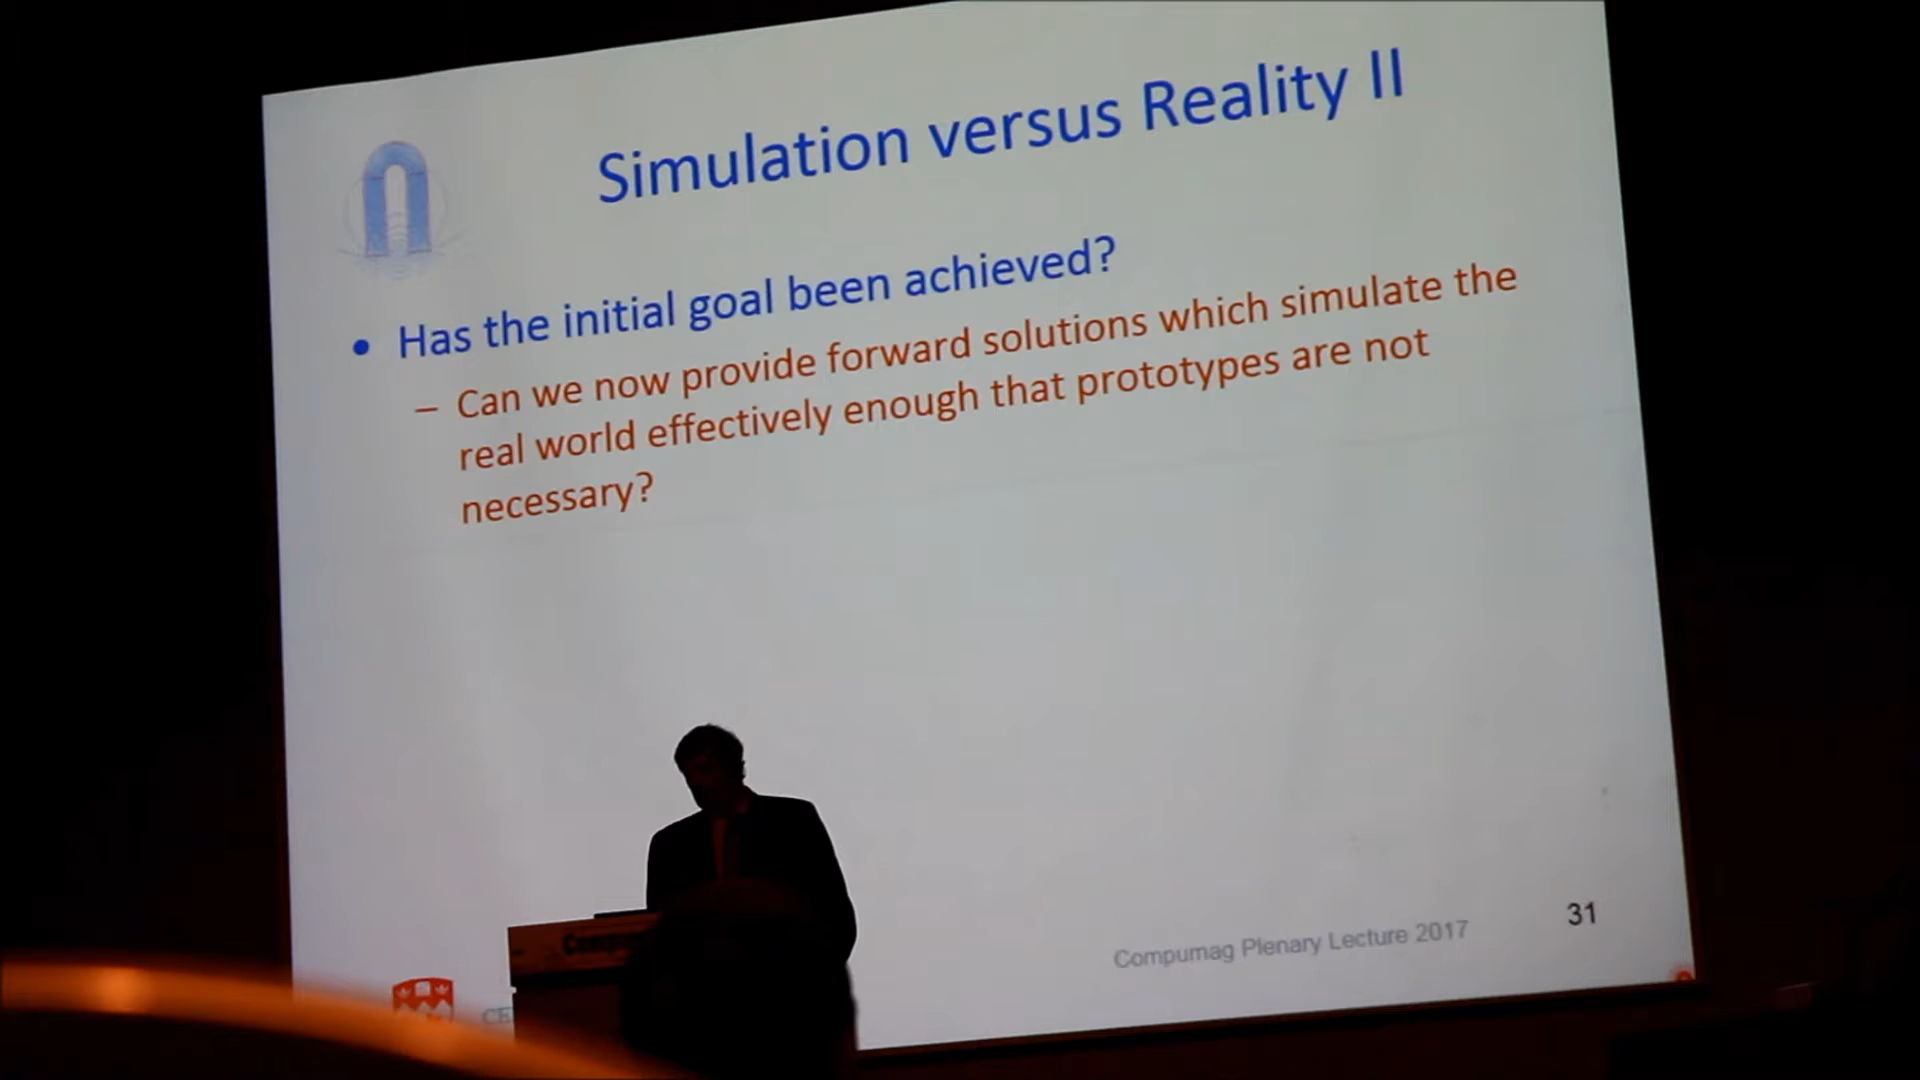 Simulation versus Reality II
• Has the initial goal been achieved?
– Can we now provide forward solutions which simulate the
real world effectively enough that prototypes are not
necessary?
Compumag Plenary Lecture 2017
31